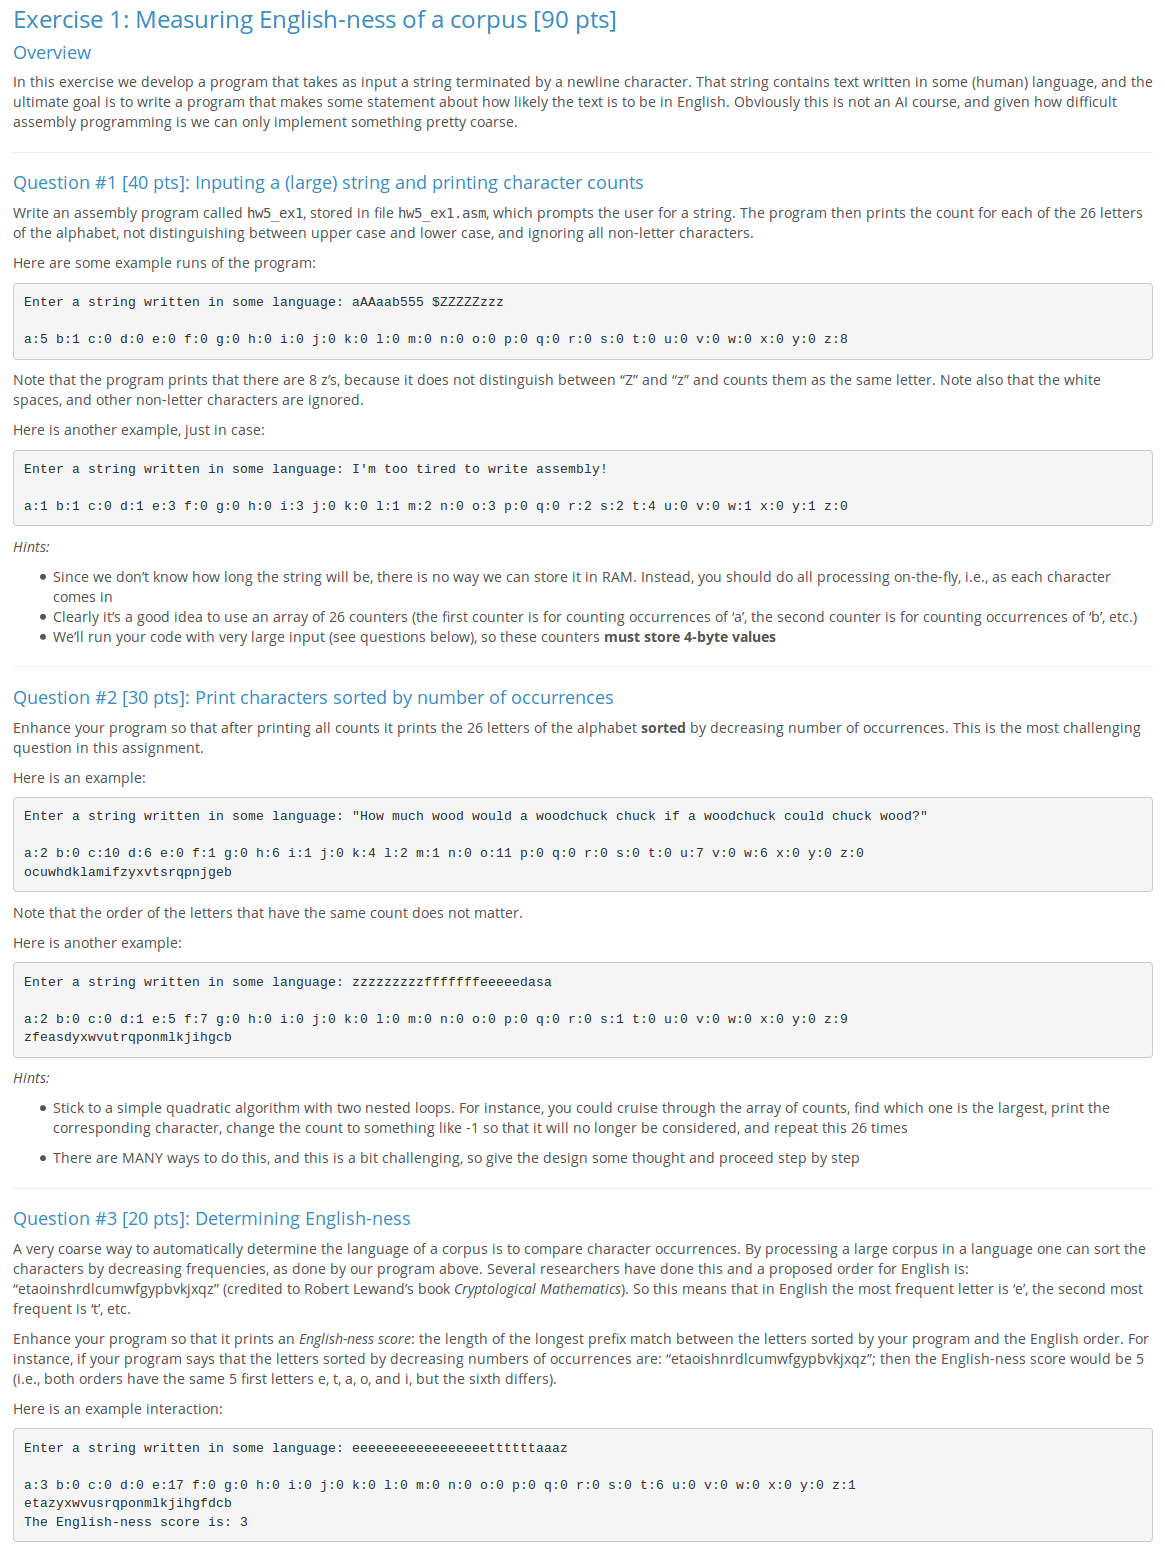 Exercise 1: Measuring English-ness of a corpus [90 pts]
Overview
In this exercise we develop a program that takes as input a string terminated by a newline character. That string contains text written in some (human) language, and the
ultimate goal is to write a program that makes some statement about how likely the text is to be in English. Obviously this is not an AI course, and given how difficult
assembly programming is we can only implement something pretty coarse.
Question #1 [40 pts]: Inputing a (large) string and printing character counts
Write an assembly program called hw5_ex1, stored in file hw5_ex1.asm, which prompts the user for a string. The program then prints the count for each of the 26 letters
of the alphabet, not distinguishing between upper case and lower case, and ignoring all non-letter characters.
Here are some example runs of the program:
Enter a string written in some language: aAAaab555 $ZZZZZzzz
a:5 b:1 c:0 d:0 e:0 f:0 g:0 h:0 i:0 j:0 k:0 l:0 m:0 n:0 o:0 p:0 q:0 r:0 s:0 t:0 u:0 v:0 w:0 x:0 y:0 z:8
Note that the program prints that there are 8 z’s, because it does not distinguish between “Z” and “z” and counts them as the same letter. Note also that the white
spaces, and other non-letter characters are ignored.
Here is another example, just in case:
Enter a string written in some language: I'm too tired to write assembly!
a:1 b:1 c:0 d:1 e:3 f:0 g:0 h:0 i:3 j:0 k:0 l:1 m:2 n:0 o:3 p:0 q:0 r:2 s:2 t:4 u:0 v:0 w:1 x:0 y:1 z:0
Hints:
● Since we don’t know how long the string will be, there is no way we can store it in RAM. Instead, you should do all processing on-the-fly, i.e., as each character
comes in
● Clearly it’s a good idea to use an array of 26 counters (the first counter is for counting occurrences of ‘a’, the second counter is for counting occurrences of ‘b’, etc.)
● We’ll run your code with very large input (see questions below), so these counters must store 4-byte values
Question #2 [30 pts]: Print characters sorted by number of occurrences
Enhance your program so that after printing all counts it prints the 26 letters of the alphabet sorted by decreasing number of occurrences. This is the most challenging
question in this assignment.
Here is an example:
Enter a string written in some language: "How much wood would a woodchuck chuck if a woodchuck could chuck wood?"
a:2 b:0 c:10 d:6 e:0 f:1 g:0 h:6 i:1 j:0 k:4 l:2 m:1 n:0 o:11 p:0 q:0 r:0 s:0 t:0 u:7 v:0 w:6 x:0 y:0 z:0
ocuwhdklamifzyxvtsrqpnjgeb
Note that the order of the letters that have the same count does not matter.
Here is another example:
Enter a string written in some language: zzzzzzzzzfffffffeeeeedasa
a:2 b:0 c:0 d:1 e:5 f:7 g:0 h:0 i:0 j:0 k:0 l:0 m:0 n:0 o:0 p:0 q:0 r:0 s:1 t:0 u:0 v:0 w:0 x:0 y:0 z:9
zfeasdyxwvutrqponmlkjihgcb
Hints:
● Stick to a simple quadratic algorithm with two nested loops. For instance, you could cruise through the array of counts, find which one is the largest, print the
corresponding character, change the count to something like -1 so that it will no longer be considered, and repeat this 26 times
● There are MANY ways to do this, and this is a bit challenging, so give the design some thought and proceed step by step
Question #3 [20 pts]: Determining English-ness
A very coarse way to automatically determine the language of a corpus is to compare character occurrences. By processing a large corpus in a language one can sort the
characters by decreasing frequencies, as done by our program above. Several researchers have done this and a proposed order for English is:
“etaoinshrdlcumwfgypbvkjxqz” (credited to Robert Lewand’s book Cryptological Mathematics). So this means that in English the most frequent letter is ‘e’, the second most
frequent is ‘t’, etc.
Enhance your program so that it prints an English-ness score: the length of the longest prefix match between the letters sorted by your program and the English order. For
instance, if your program says that the letters sorted by decreasing numbers of occurrences are: “etaoishnrdlcumwfgypbvkjxqz”; then the English-ness score would be 5
(i.e., both orders have the same 5 first letters e, t, a, o, and i, but the sixth differs).
Here is an example interaction:
Enter a string written in some language: eeeeeeeeeeeeeeeeettttttaaaz
a:3 b:0 c:0 d:0 e:17 f:0 g:0 h:0 i:0 j:0 k:0 l:0 m:0 n:0 o:0 p:0 q:0 r:0 s:0 t:6 u:0 v:0 w:0 x:0 y:0 z:1
etazyxwvusrqponmlkjihgfdcb
The English-ness score is: 3